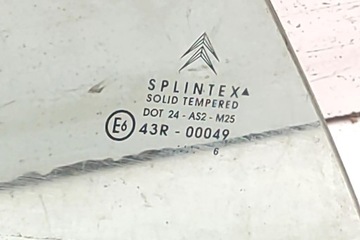 SPLINTEX▲
SOLID TEMPERED
DOT 24 - AS2 - M25
E6 43R - 00049
6